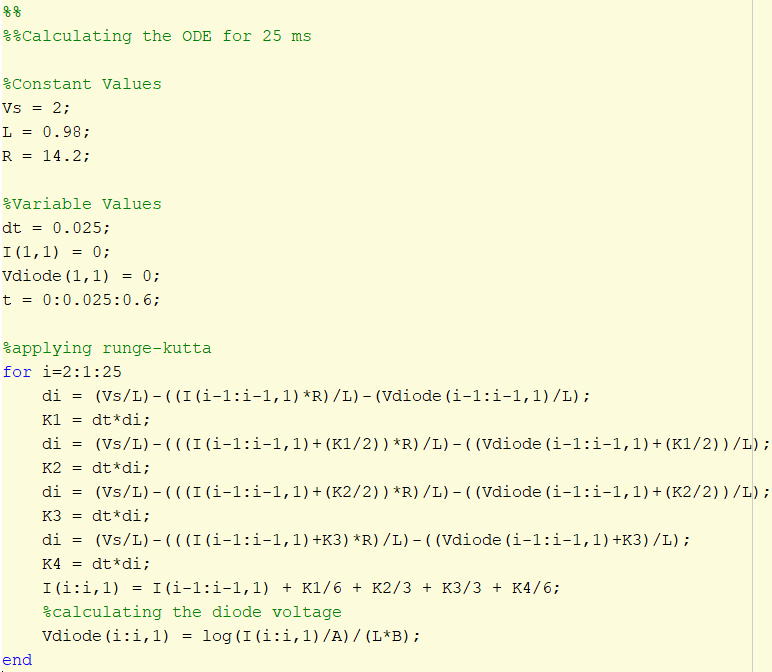 %%
%%Calculating the ODE for 25 ms
%Constant Values
Vs = 2;
L = 0.98;
R = 14.2;
%Variable Values
dt = 0.025;
I(1,1) = 0;
Vdiode(1,1) = 0;
t = 0:0.025:0.6;
%applying runge-kutta
for i=2:1:25
    di = (Vs/L)-((I(i-1:i-1,1)*R)/L)-(Vdiode(i-1:i-1,1)/L);
    K1 = dt*di;
    di = (Vs/L)-(((I(i-1:i-1,1)+(K1/2))*R)/L)-((Vdiode(i-1:i-1,1)+(K1/2))/L);
    K2 = dt*di;
    di = (Vs/L)-(((I(i-1:i-1,1)+(K2/2))*R)/L)-((Vdiode(i-1:i-1,1)+(K2/2))/L);
    K3 = dt*di;
    di = (Vs/L)-(((I(i-1:i-1,1)+K3)*R)/L)-((Vdiode(i-1:i-1,1)+K3)/L);
    K4 = dt*di;
    I(i:i,1) = I(i-1:i-1,1) + K1/6 + K2/3 + K3/3 + K4/6;
    %calculating the diode voltage
    Vdiode(i:i,1) = log(I(i:i,1)/A)/(L*B);
end